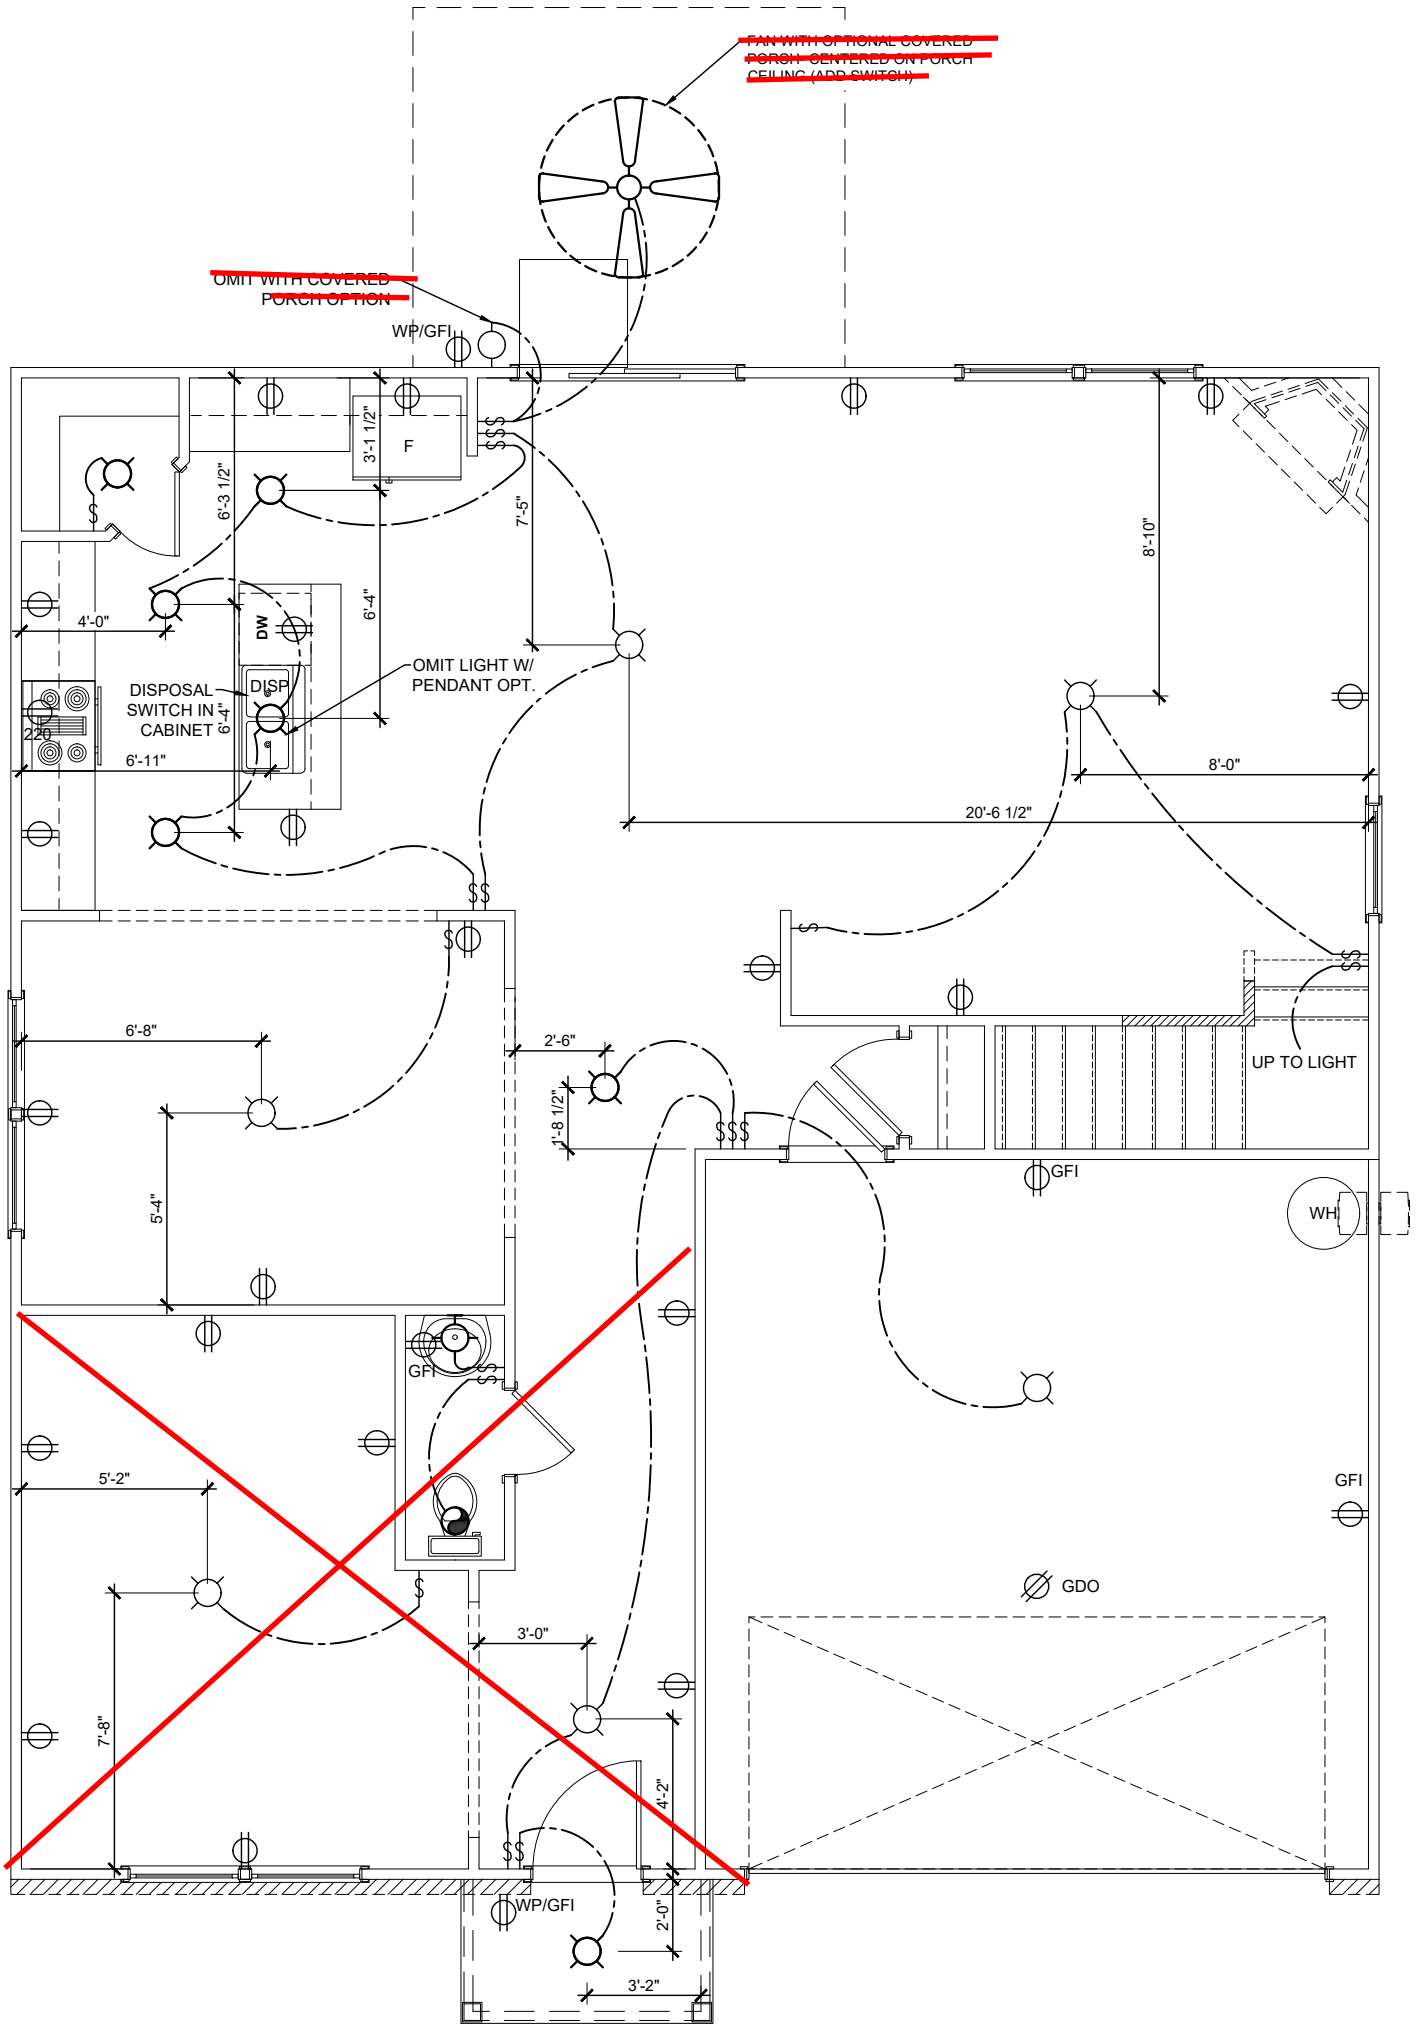 FAN WITH OPTIONAL COVERED
PORCH- CENTERED ON PORCH
CEILING (ADD SWITCH)
OMIT WITH COVERED
PORCH OPTION
WP/GFI
3'-1 1/2"
F
6'-3 1/2"
7'-5"
8'-10"
6'-4"
4'-0"
DW
OMIT LIGHT W/
PENDANT OPT.
DISP
DISPOSAL
SWITCH IN
CABINET
6'-4"
220
6'-11"
8'-0"
20'-6 1/2"
6'-8"
2'-6"
1'-8 1/2"
UP TO LIGHT
GFI
5'-4"
WH
GFI
5'-2"
GFI
GDO
3'-0"
7'-8"
4'-2"
WP/GFI
2'-0"
3'-2"